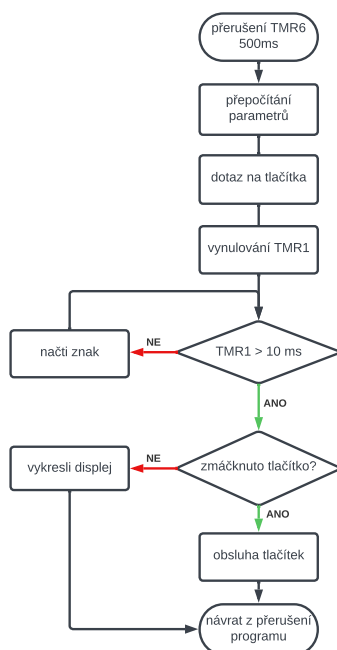 přerušení TMR6
500ms
přepočítání
parametrů
dotaz na tlačítka
vynulování TMR1
TMR1 > 10 ms
NE
načti znak
ANO
zmáčknuto tlačítko?
NE
vykresli displej
ANO
obsluha tlačítek
návrat z přerušení
programu